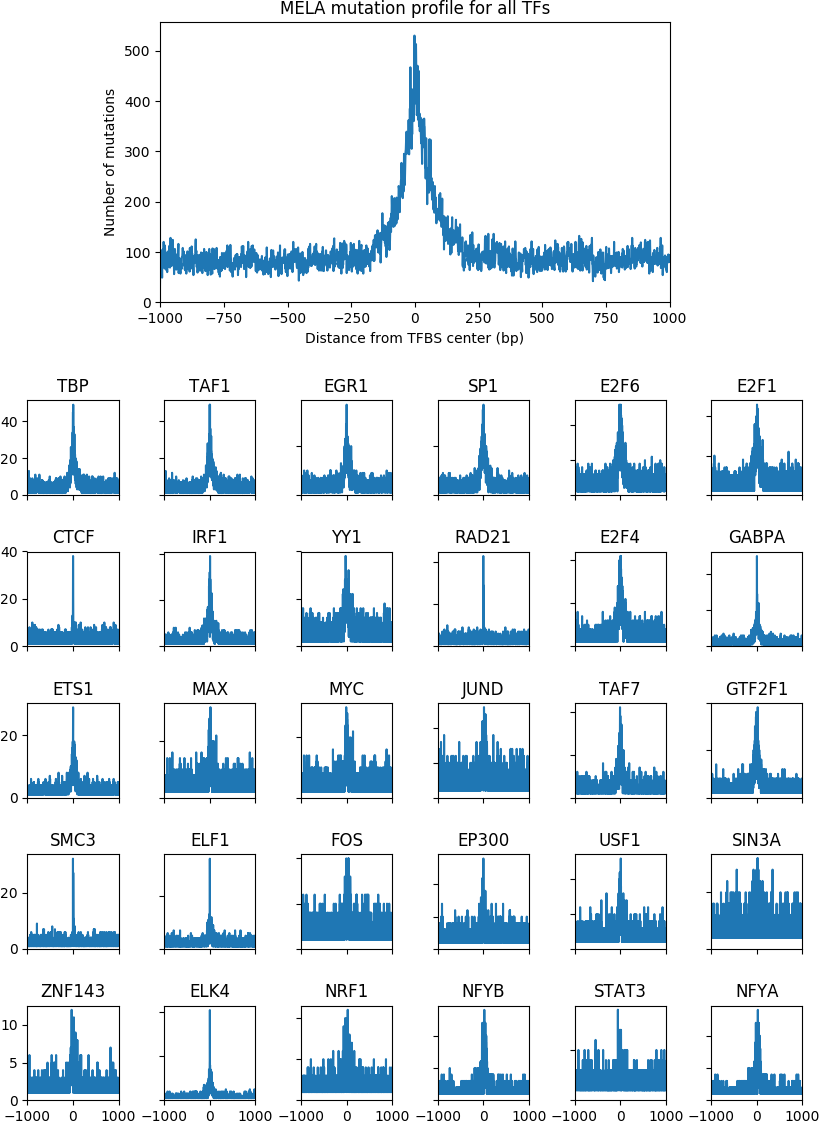 MELA mutation profile for all TFs
500
400
300
200
100
0
Number of mutations
−1000 −750 −500 −250 0 250 500 750 1000
Distance from TFBS center (bp)
TBP TAF1 EGR1 SP1 E2F6 E2F1
40
20
0
CTCF IRF1 YY1 RAD21 E2F4 GABPA
40
20
0
ETS1 MAX MYC JUND TAF7 GTF2F1
20
0
SMC3 ELF1 FOS EP300 USF1 SIN3A
20
0
ZNF143 ELK4 NRF1 NFYB STAT3 NFYA
10
5
0
−1000 0 1000 −1000 0 1000 −1000 0 1000 −1000 0 1000 −1000 0 1000 −1000 0 1000